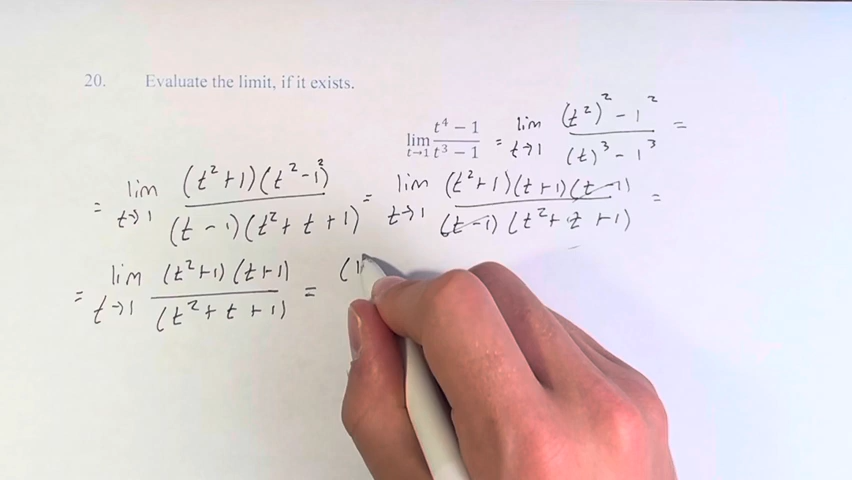 20. Evaluate the limit, if it exists.
lim t→1 (t⁴ − 1)/(t³ − 1) = lim t→1 ((t²)² − 1²)/((t)³ − 1³) =
= lim t→1 (t²+1)(t²−1²)/(t−1)(t²+t+1) = lim t→1 (t²+1)(t+1)(t−1)/(t−1)(t²+t+1) =
= lim t→1 (t²+1)(t+1)/(t²+t+1) = (1